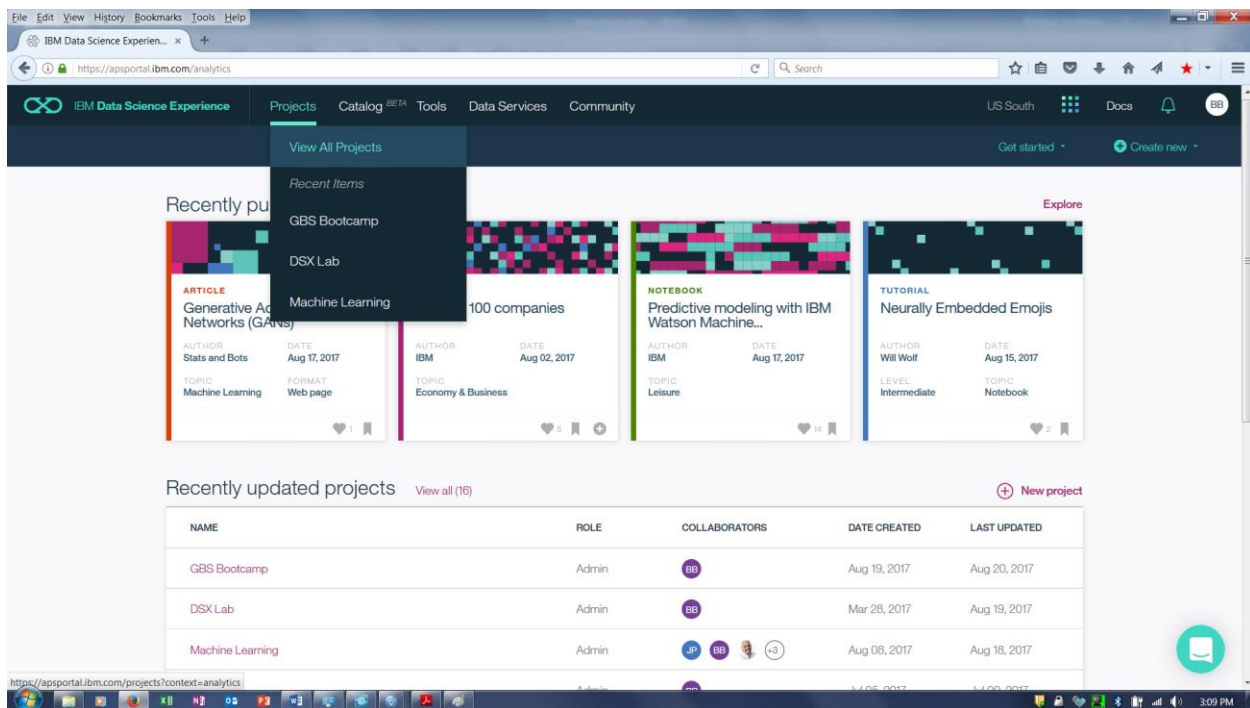 File Edit View History Bookmarks Tools Help
IBM Data Science Experien... × +
https://apsportal.ibm.com/analytics Search
IBM Data Science Experience Projects Catalog BETA Tools Data Services Community US South Docs BB
View All Projects Get started Create new
Recent Items
GBS Bootcamp
DSX Lab
Machine Learning
Recently pu Explore
ARTICLE
Generative Ad
Networks (GANs)
AUTHOR DATE
Stats and Bots Aug 17, 2017
TOPIC FORMAT
Machine Learning Web page
1
100 companies
AUTHOR DATE
IBM Aug 02, 2017
TOPIC
Economy & Business
5
NOTEBOOK
Predictive modeling with IBM
Watson Machine...
AUTHOR DATE
IBM Aug 17, 2017
TOPIC
Leisure
14
TUTORIAL
Neurally Embedded Emojis
AUTHOR DATE
Will Wolf Aug 15, 2017
LEVEL TOPIC
Intermediate Notebook
2
Recently updated projects View all (16) New project
NAME ROLE COLLABORATORS DATE CREATED LAST UPDATED
GBS Bootcamp Admin BB Aug 19, 2017 Aug 20, 2017
DSX Lab Admin BB Mar 28, 2017 Aug 19, 2017
Machine Learning Admin JP BB +3 Aug 08, 2017 Aug 18, 2017
https://apsportal.ibm.com/projects?context=analytics
3:09 PM